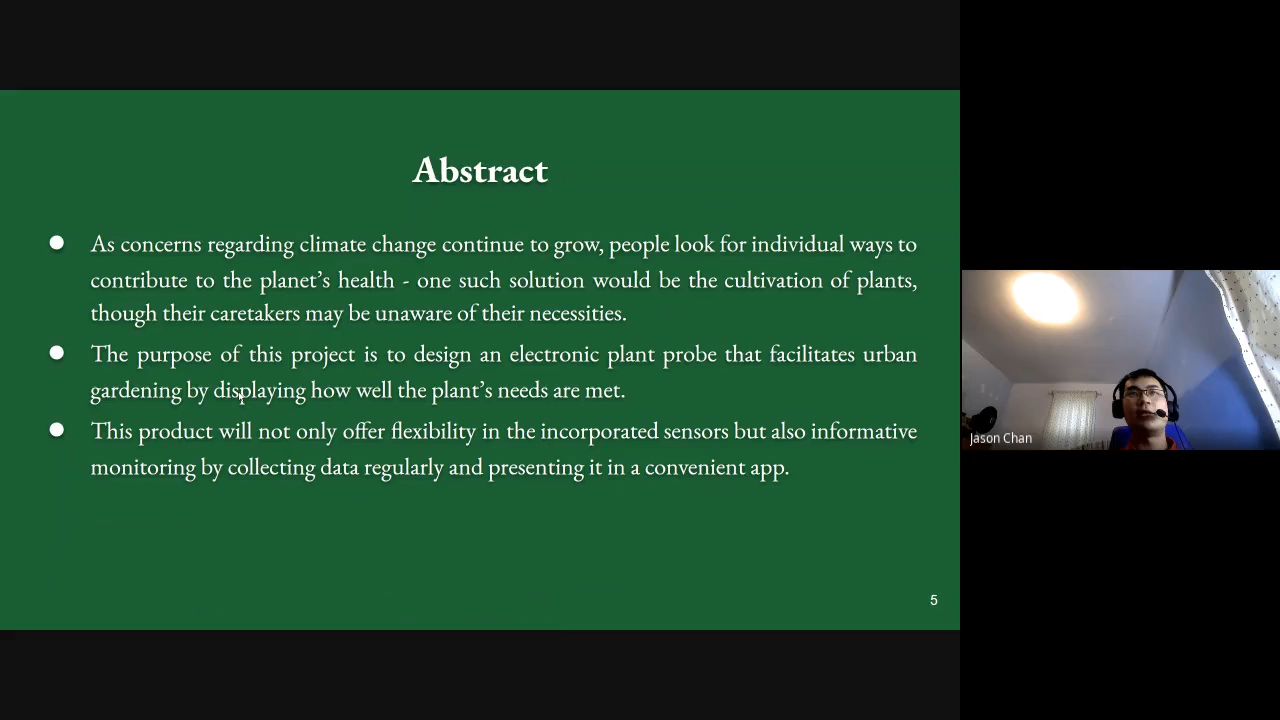 Abstract
● As concerns regarding climate change continue to grow, people look for individual ways to
contribute to the planet's health - one such solution would be the cultivation of plants,
though their caretakers may be unaware of their necessities.
● The purpose of this project is to design an electronic plant probe that facilitates urban
gardening by displaying how well the plant's needs are met.
● This product will not only offer flexibility in the incorporated sensors but also informative
monitoring by collecting data regularly and presenting it in a convenient app.
5
Jason Chan